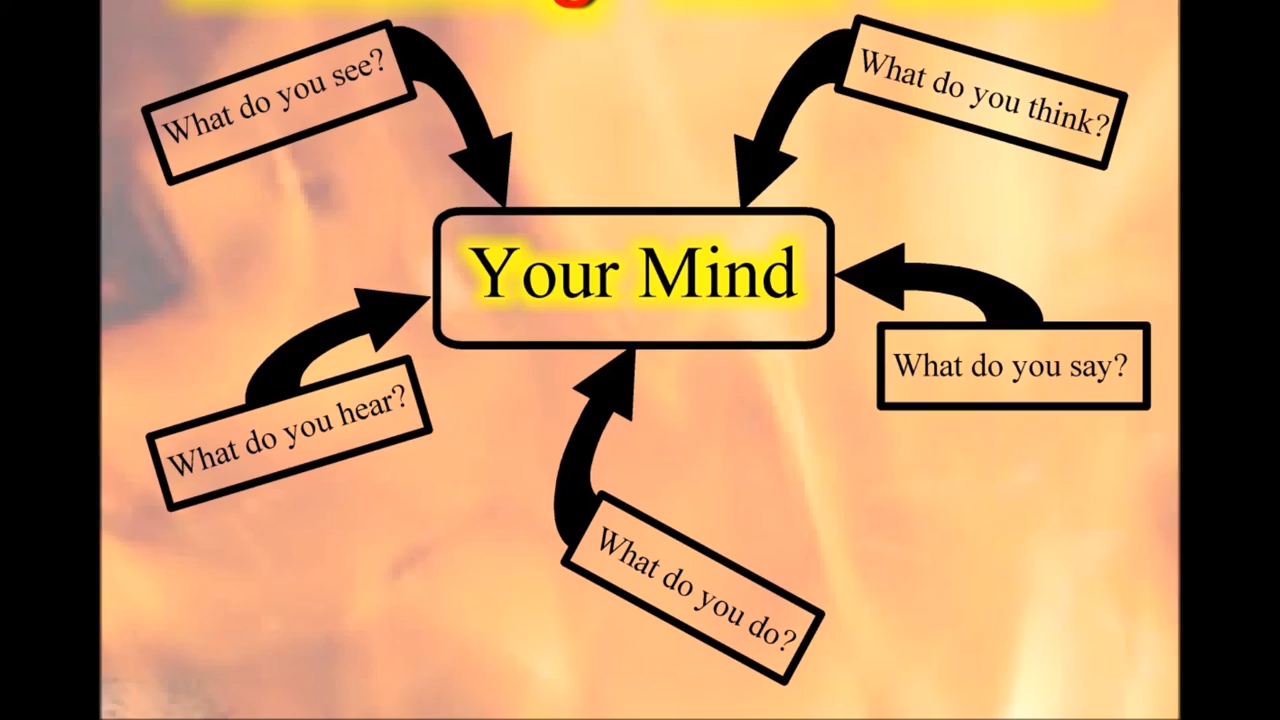 What do you see?
What do you think?
Your Mind
What do you say?
What do you hear?
What do you do?